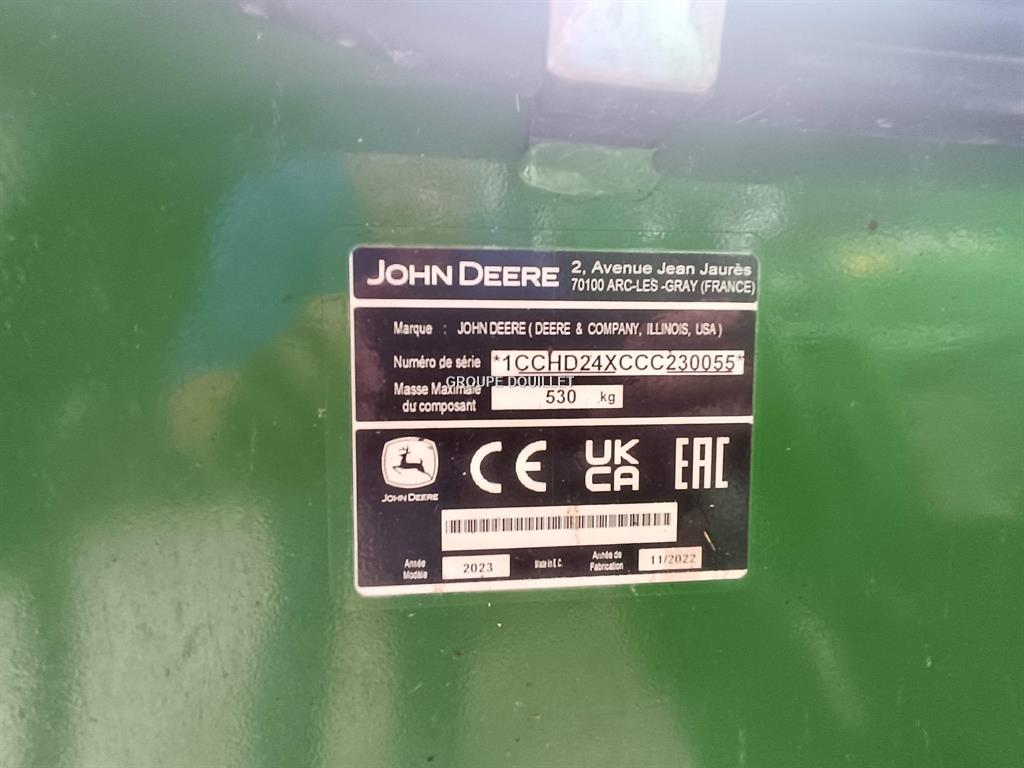 JOHN DEERE
2, Avenue Jean Jaurès
70100 ARC-LES -GRAY (FRANCE)
Marque : JOHN DEERE ( DEERE & COMPANY, ILLINOIS, USA )
Numéro de série *1CCHD24XCCC230055*
GROUPE DOUILLET
Masse Maximale
du composant 530 kg
CE UK
CA EAC
JOHN DEERE
Année
Modèle 2023 Made in E.C. Année de
Fabrication 11/2022